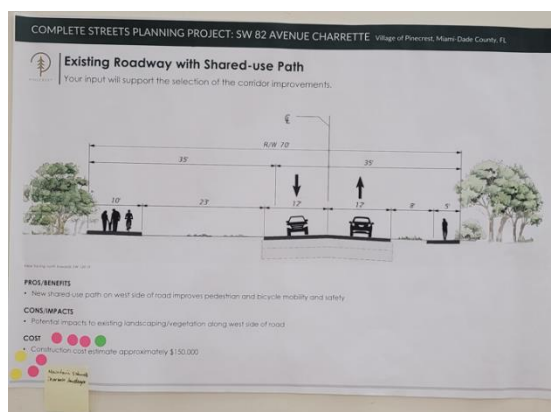 COMPLETE STREETS PLANNING PROJECT: SW 82 AVENUE CHARRETTE Village of Pinecrest, Miami-Dade County, FL
Existing Roadway with Shared-use Path
Your input will support the selection of the corridor improvements.
R/W 70'
35' 35'
10' 23' 12' 12' 8' 5'
PROS/BENEFITS
• New shared-use path on west side of road improves pedestrian and bicycle mobility and safety
CONS/IMPACTS
• Potential impacts to existing landscaping/vegetation along west side of road
COST
• Construction cost estimate approximately $150,000